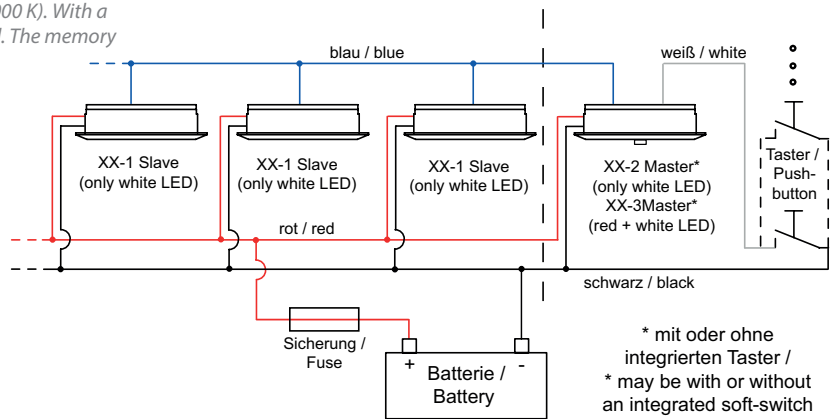 00 K). With a
. The memory
blau / blue
weiß / white
XX-1 Slave
(only white LED)
XX-1 Slave
(only white LED)
XX-1 Slave
(only white LED)
XX-2 Master*
(only white LED)
XX-3Master*
(red + white LED)
Taster /
Push-
button
rot / red
schwarz / black
Sicherung /
Fuse
+ -
Batterie /
Battery
* mit oder ohne
integrierten Taster /
* may be with or without
an integrated soft-switch